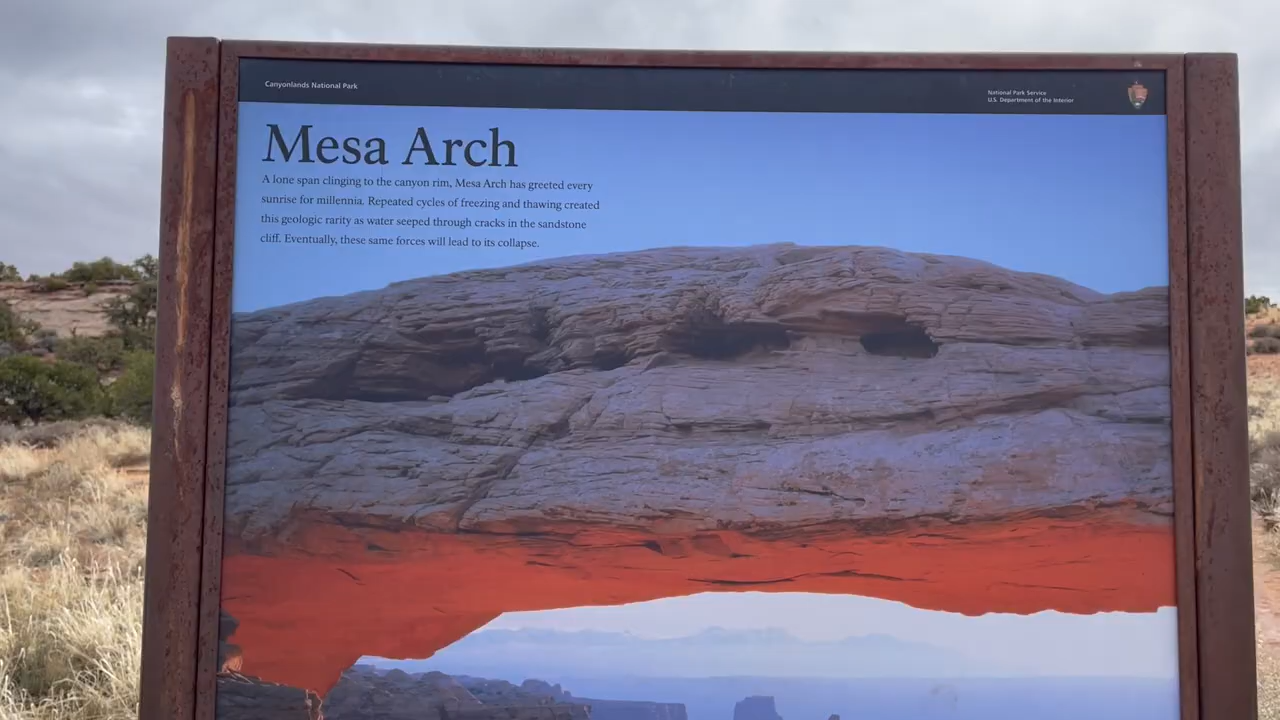 Canyonlands National Park
National Park Service
U.S. Department of the Interior
Mesa Arch
A lone span clinging to the canyon rim, Mesa Arch has greeted every
sunrise for millennia. Repeated cycles of freezing and thawing created
this geologic rarity as water seeped through cracks in the sandstone
cliff. Eventually, these same forces will lead to its collapse.